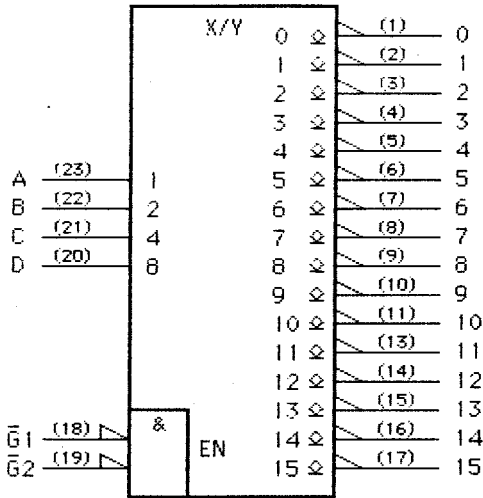 X/Y
0 (1) 0
1 (2) 1
2 (3) 2
3 (4) 3
4 (5) 4
A (23) 1 5 (6) 5
B (22) 2 6 (7) 6
C (21) 4 7 (8) 7
D (20) 8 8 (9) 8
9 (10) 9
10 (11) 10
11 (13) 11
12 (14) 12
& 13 (15) 13
G̅1 (18) EN 14 (16) 14
G̅2 (19) 15 (17) 15